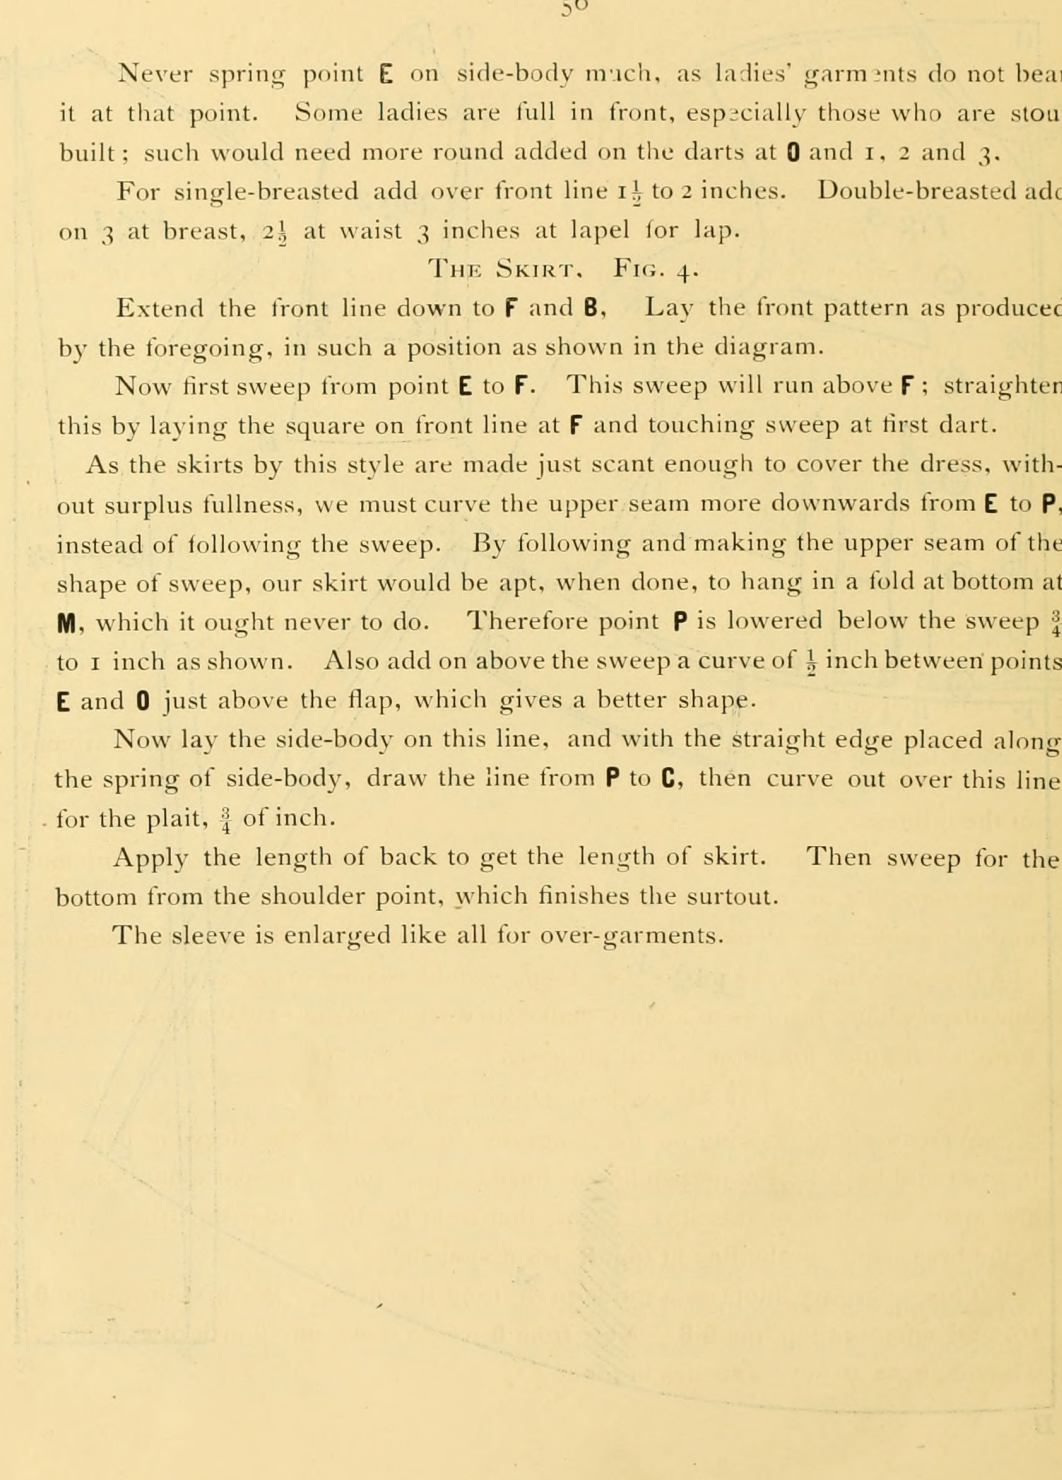 50
Never spring point E on side-body much, as ladies' garments do not bear
it at that point. Some ladies are full in front, especially those who are stou
built; such would need more round added on the darts at O and 1, 2 and 3.
For single-breasted add over front line 1½ to 2 inches. Double-breasted add
on 3 at breast, 2½ at waist 3 inches at lapel for lap.
THE SKIRT, FIG. 4.
Extend the front line down to F and B, Lay the front pattern as produced
by the foregoing, in such a position as shown in the diagram.
Now first sweep from point E to F. This sweep will run above F; straighten
this by laying the square on front line at F and touching sweep at first dart.
As the skirts by this style are made just scant enough to cover the dress, with-
out surplus fullness, we must curve the upper seam more downwards from E to P,
instead of following the sweep. By following and making the upper seam of the
shape of sweep, our skirt would be apt, when done, to hang in a fold at bottom at
M, which it ought never to do. Therefore point P is lowered below the sweep ¾
to 1 inch as shown. Also add on above the sweep a curve of ½ inch between points
E and O just above the flap, which gives a better shape.
Now lay the side-body on this line, and with the straight edge placed along
the spring of side-body, draw the line from P to C, then curve out over this line
for the plait, ¾ of inch.
Apply the length of back to get the length of skirt. Then sweep for the
bottom from the shoulder point, which finishes the surtout.
The sleeve is enlarged like all for over-garments.